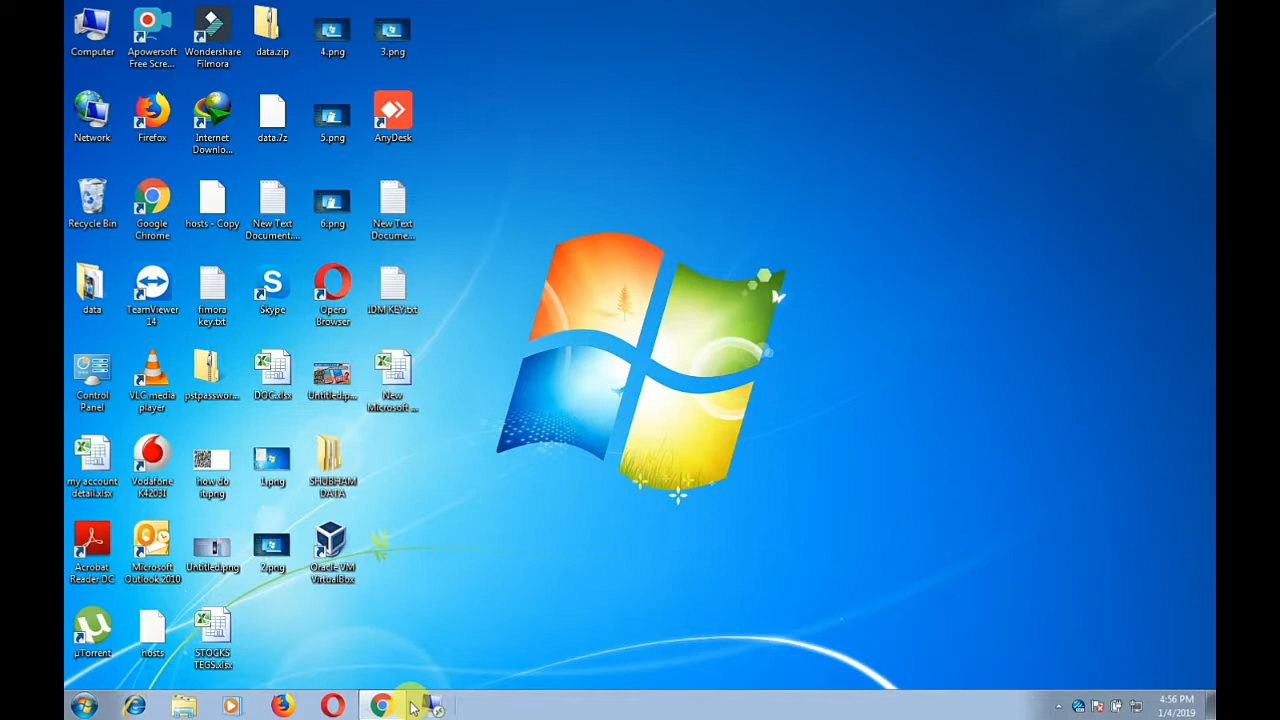 Computer
Apowersoft
Free Scre...
Wondershare
Filmora
data.zip
4.png
3.png
Network
Firefox
Internet
Downlo...
data.7z
5.png
AnyDesk
Recycle Bin
Google
Chrome
hosts - Copy
New Text
Document....
6.png
New Text
Docume...
data
TeamViewer
14
fimora
key.txt
Skype
Opera
Browser
IDM KEY.txt
Control
Panel
VLC media
player
pstpasswor...
DOC.xlsx
Untitled.p...
New
Microsoft ...
my account
detail.xlsx
Vodafone
K4203I
how do
it.png
1.png
SHUBHAM
DATA
Acrobat
Reader DC
Microsoft
Outlook 2010
Untitled.png
2.png
Oracle VM
VirtualBox
µTorrent
hosts
STOCKS
TEGS.xlsx
4:56 PM
1/4/2019